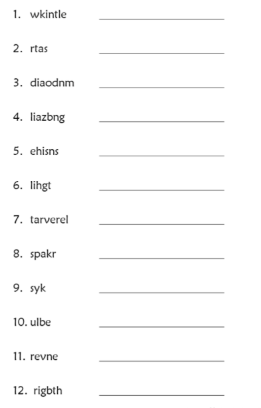 1. wkintle
2. rtas
3. diaodnm
4. liazbng
5. ehisns
6. lihgt
7. tarverel
8. spakr
9. syk
10. ulbe
11. revne
12. rigbth